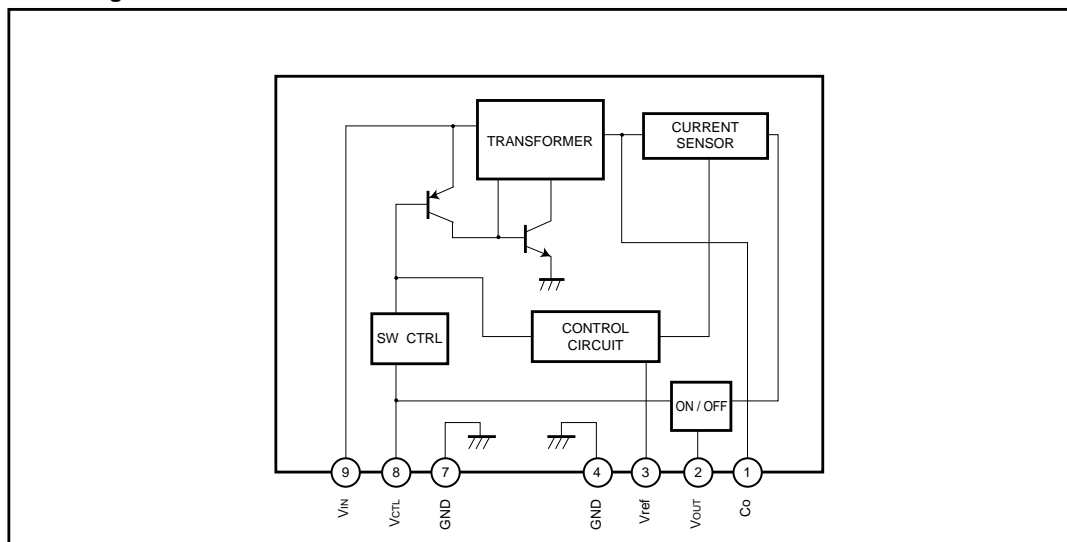 TRANSFORMER
CURRENT
SENSOR
SW CTRL
CONTROL
CIRCUIT
ON / OFF
9
8
7
4
3
2
1
VIN
VCTL
GND
GND
Vref
VOUT
Co